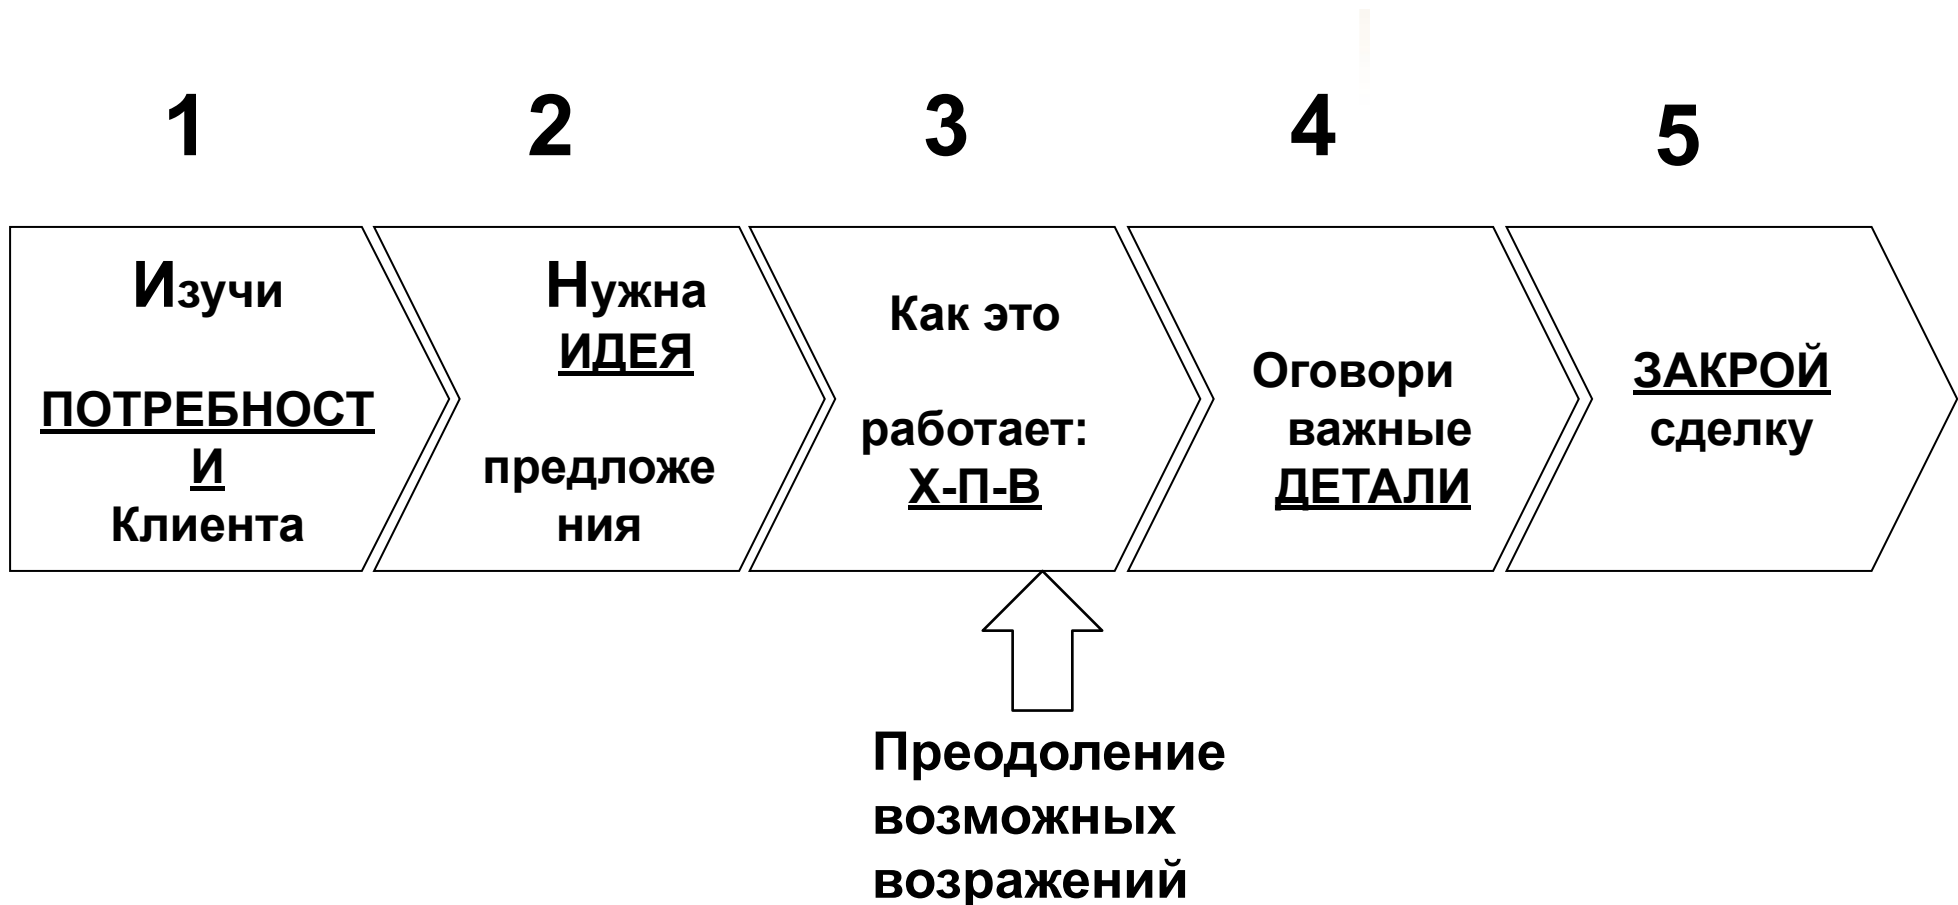 1
2
3
4
5
Изучи
ПОТРЕБНОСТ
И
Клиента
Нужна
ИДЕЯ
предложе
ния
Как это
работает:
Х-П-В
Оговори
важные
ДЕТАЛИ
ЗАКРОЙ
сделку
Преодоление
возможных
возражений